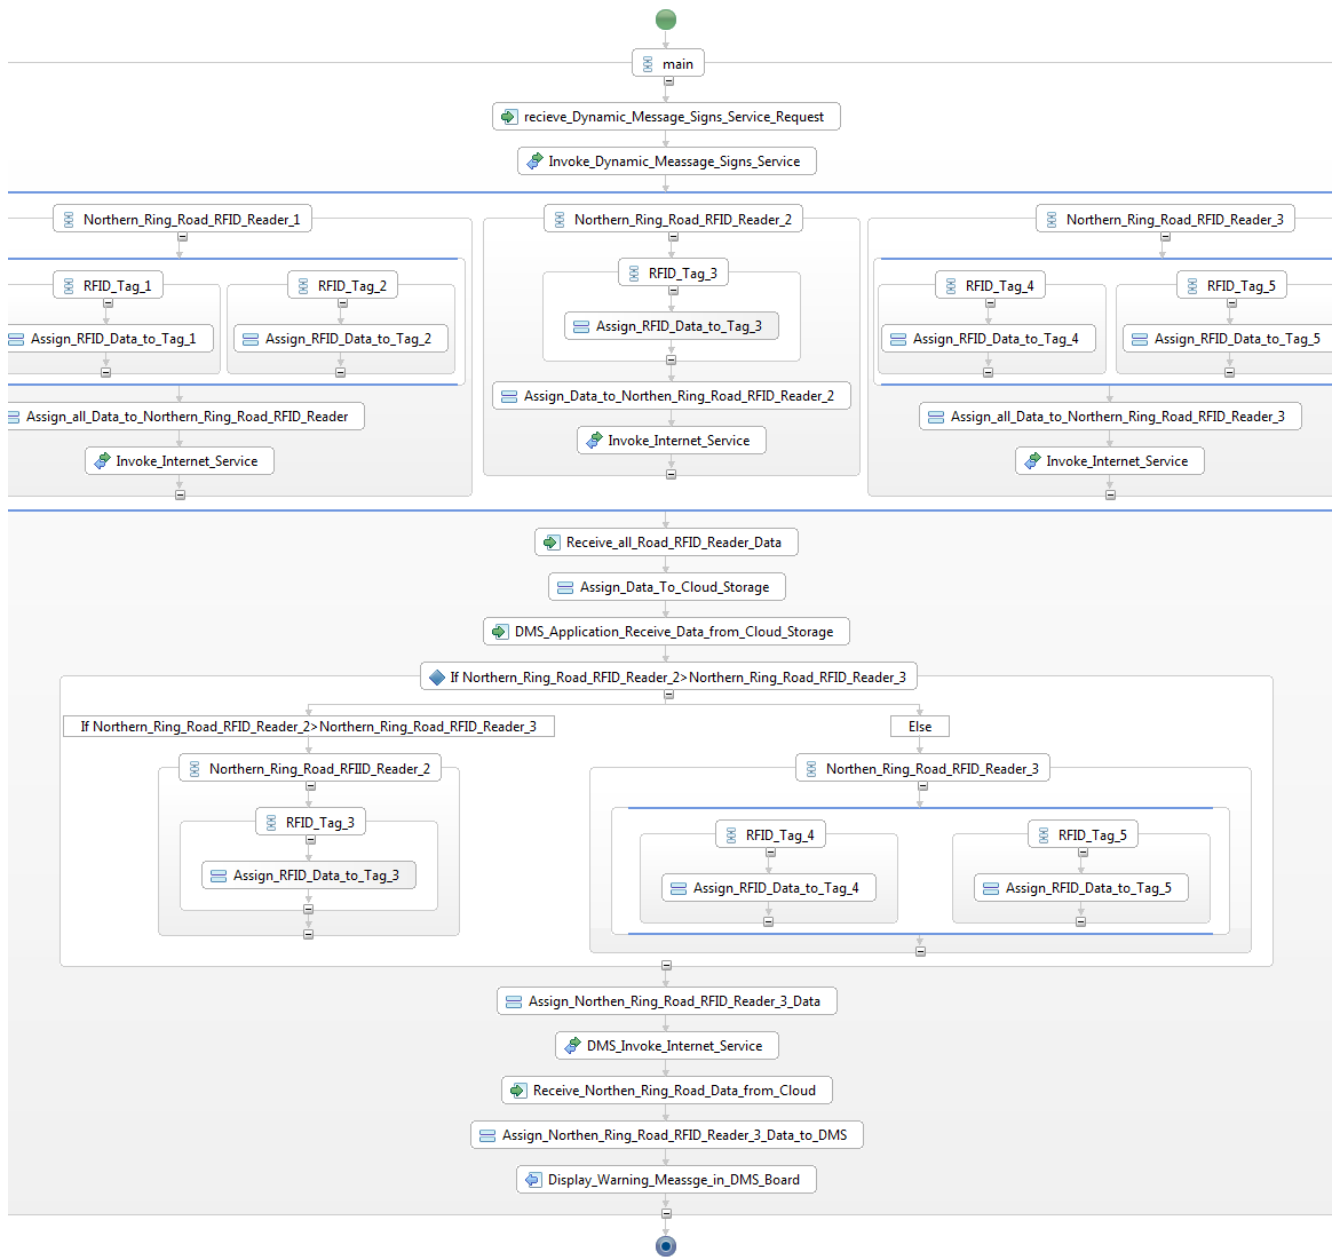 main
recieve_Dynamic_Message_Signs_Service_Request
Invoke_Dynamic_Meassage_Signs_Service
Northern_Ring_Road_RFID_Reader_1
Northern_Ring_Road_RFID_Reader_2
Northern_Ring_Road_RFID_Reader_3
RFID_Tag_1
RFID_Tag_2
RFID_Tag_3
RFID_Tag_4
RFID_Tag_5
Assign_RFID_Data_to_Tag_1
Assign_RFID_Data_to_Tag_2
Assign_RFID_Data_to_Tag_3
Assign_RFID_Data_to_Tag_4
Assign_RFID_Data_to_Tag_5
Assign_all_Data_to_Northern_Ring_Road_RFID_Reader
Assign_Data_to_Northen_Ring_Road_RFID_Reader_2
Assign_all_Data_to_Northern_Ring_Road_RFID_Reader_3
Invoke_Internet_Service
Invoke_Internet_Service
Invoke_Internet_Service
Receive_all_Road_RFID_Reader_Data
Assign_Data_To_Cloud_Storage
DMS_Application_Receive_Data_from_Cloud_Storage
If Northern_Ring_Road_RFID_Reader_2>Northern_Ring_Road_RFID_Reader_3
If Northern_Ring_Road_RFID_Reader_2>Northern_Ring_Road_RFID_Reader_3
Else
Northern_Ring_Road_RFIID_Reader_2
Northen_Ring_Road_RFID_Reader_3
RFID_Tag_3
RFID_Tag_4
RFID_Tag_5
Assign_RFID_Data_to_Tag_3
Assign_RFID_Data_to_Tag_4
Assign_RFID_Data_to_Tag_5
Assign_Northen_Ring_Road_RFID_Reader_3_Data
DMS_Invoke_Internet_Service
Receive_Northen_Ring_Road_Data_from_Cloud
Assign_Northen_Ring_Road_RFID_Reader_3_Data_to_DMS
Display_Warning_Meassge_in_DMS_Board